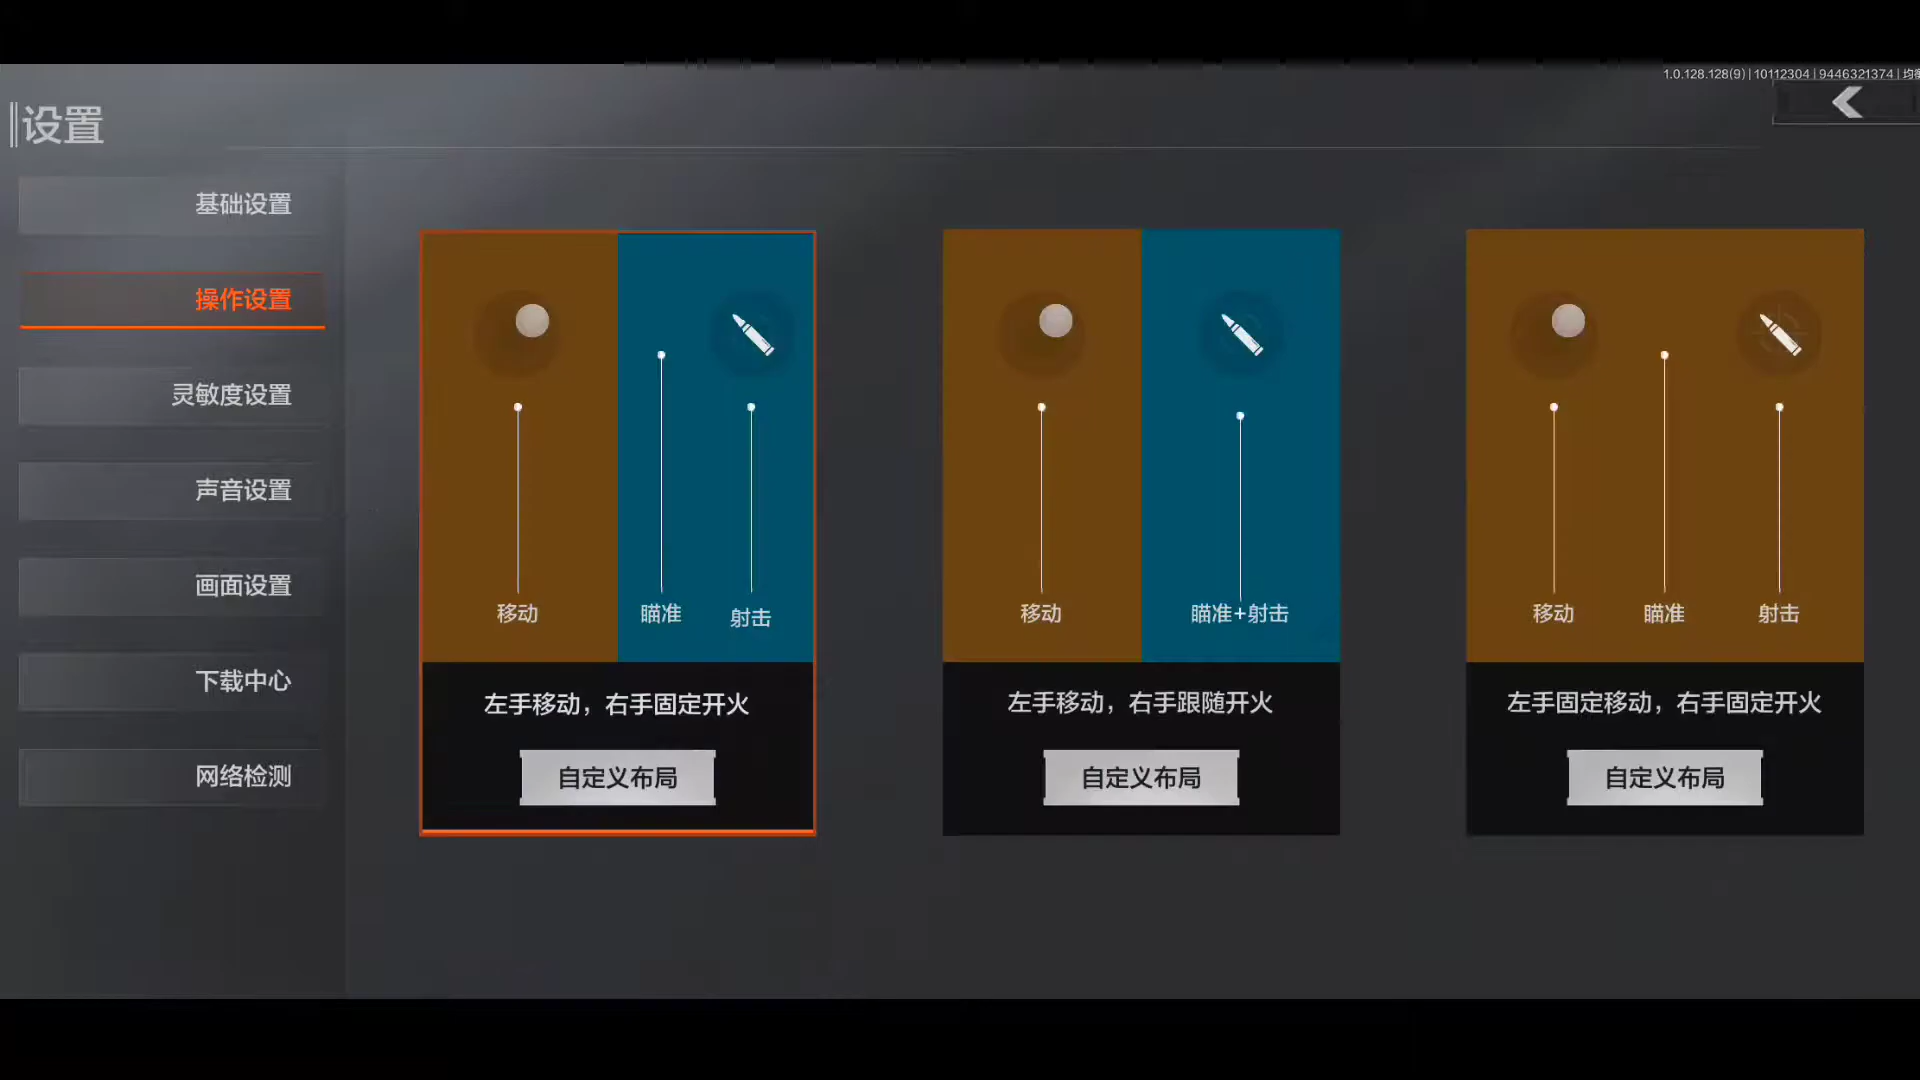 1.0.128.128(9) | 10112304 | 9446321374 | 均
设置
基础设置
操作设置
灵敏度设置
声音设置
画面设置
下载中心
网络检测
移动
瞄准
射击
左手移动，右手固定开火
自定义布局
移动
瞄准+射击
左手移动，右手跟随开火
自定义布局
移动
瞄准
射击
左手固定移动，右手固定开火
自定义布局